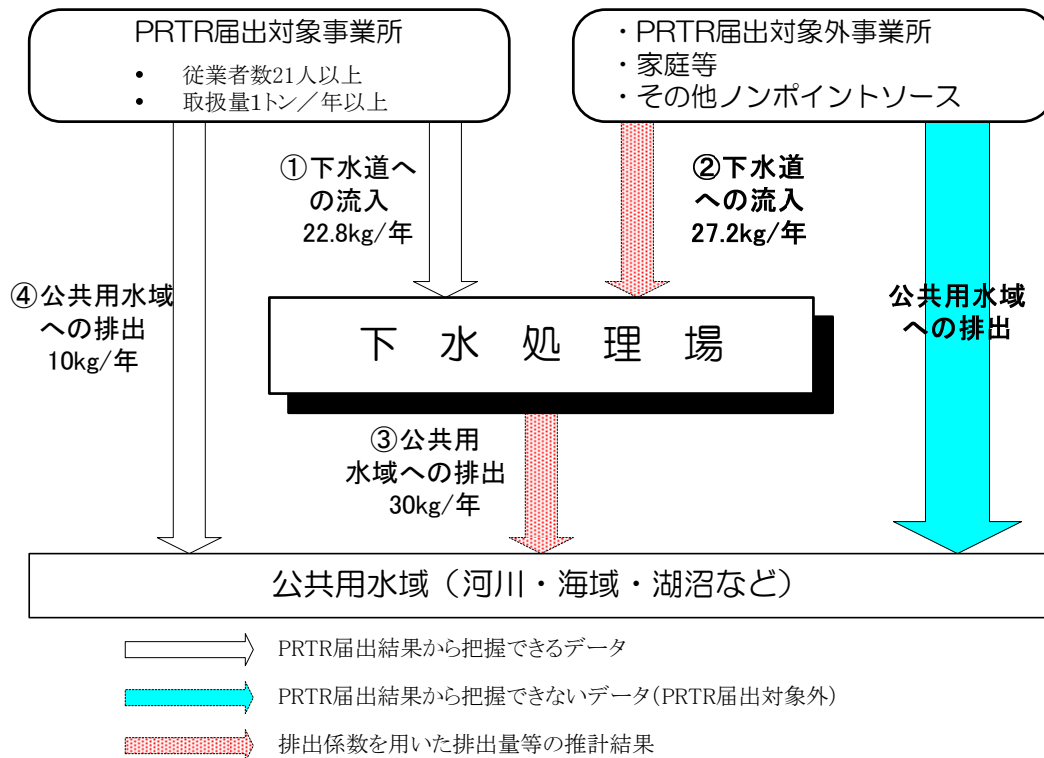 PRTR届出対象事業所
• 従業者数21人以上
• 取扱量1トン／年以上
・PRTR届出対象外事業所
・家庭等
・その他ノンポイントソース
①下水道へ
の流入
22.8kg/年
②下水道
への流入
27.2kg/年
④公共用水域
への排出
10kg/年
公共用水域
への排出
下水処理場
③公共用
水域への排出
30kg/年
公共用水域（河川・海域・湖沼など）
PRTR届出結果から把握できるデータ
PRTR届出結果から把握できないデータ(PRTR届出対象外)
排出係数を用いた排出量等の推計結果